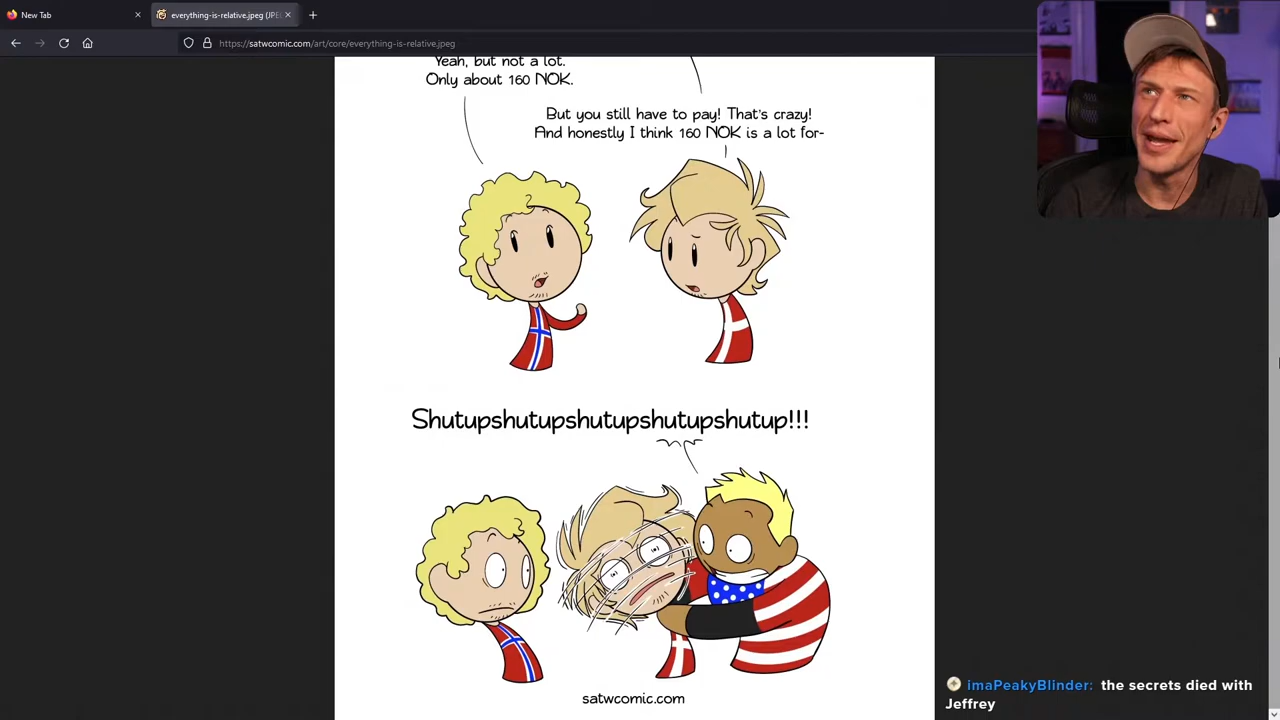 New Tab
everything-is-relative.jpeg (JPE
https://satwcomic.com/art/core/everything-is-relative.jpeg
Yeah, but not a lot.
Only about 160 NOK.
But you still have to pay! That's crazy!
And honestly I think 160 NOK is a lot for-
Shutupshutupshutupshutupshutup!!!
satwcomic.com
imaPeakyBlinder: the secrets died with
Jeffrey